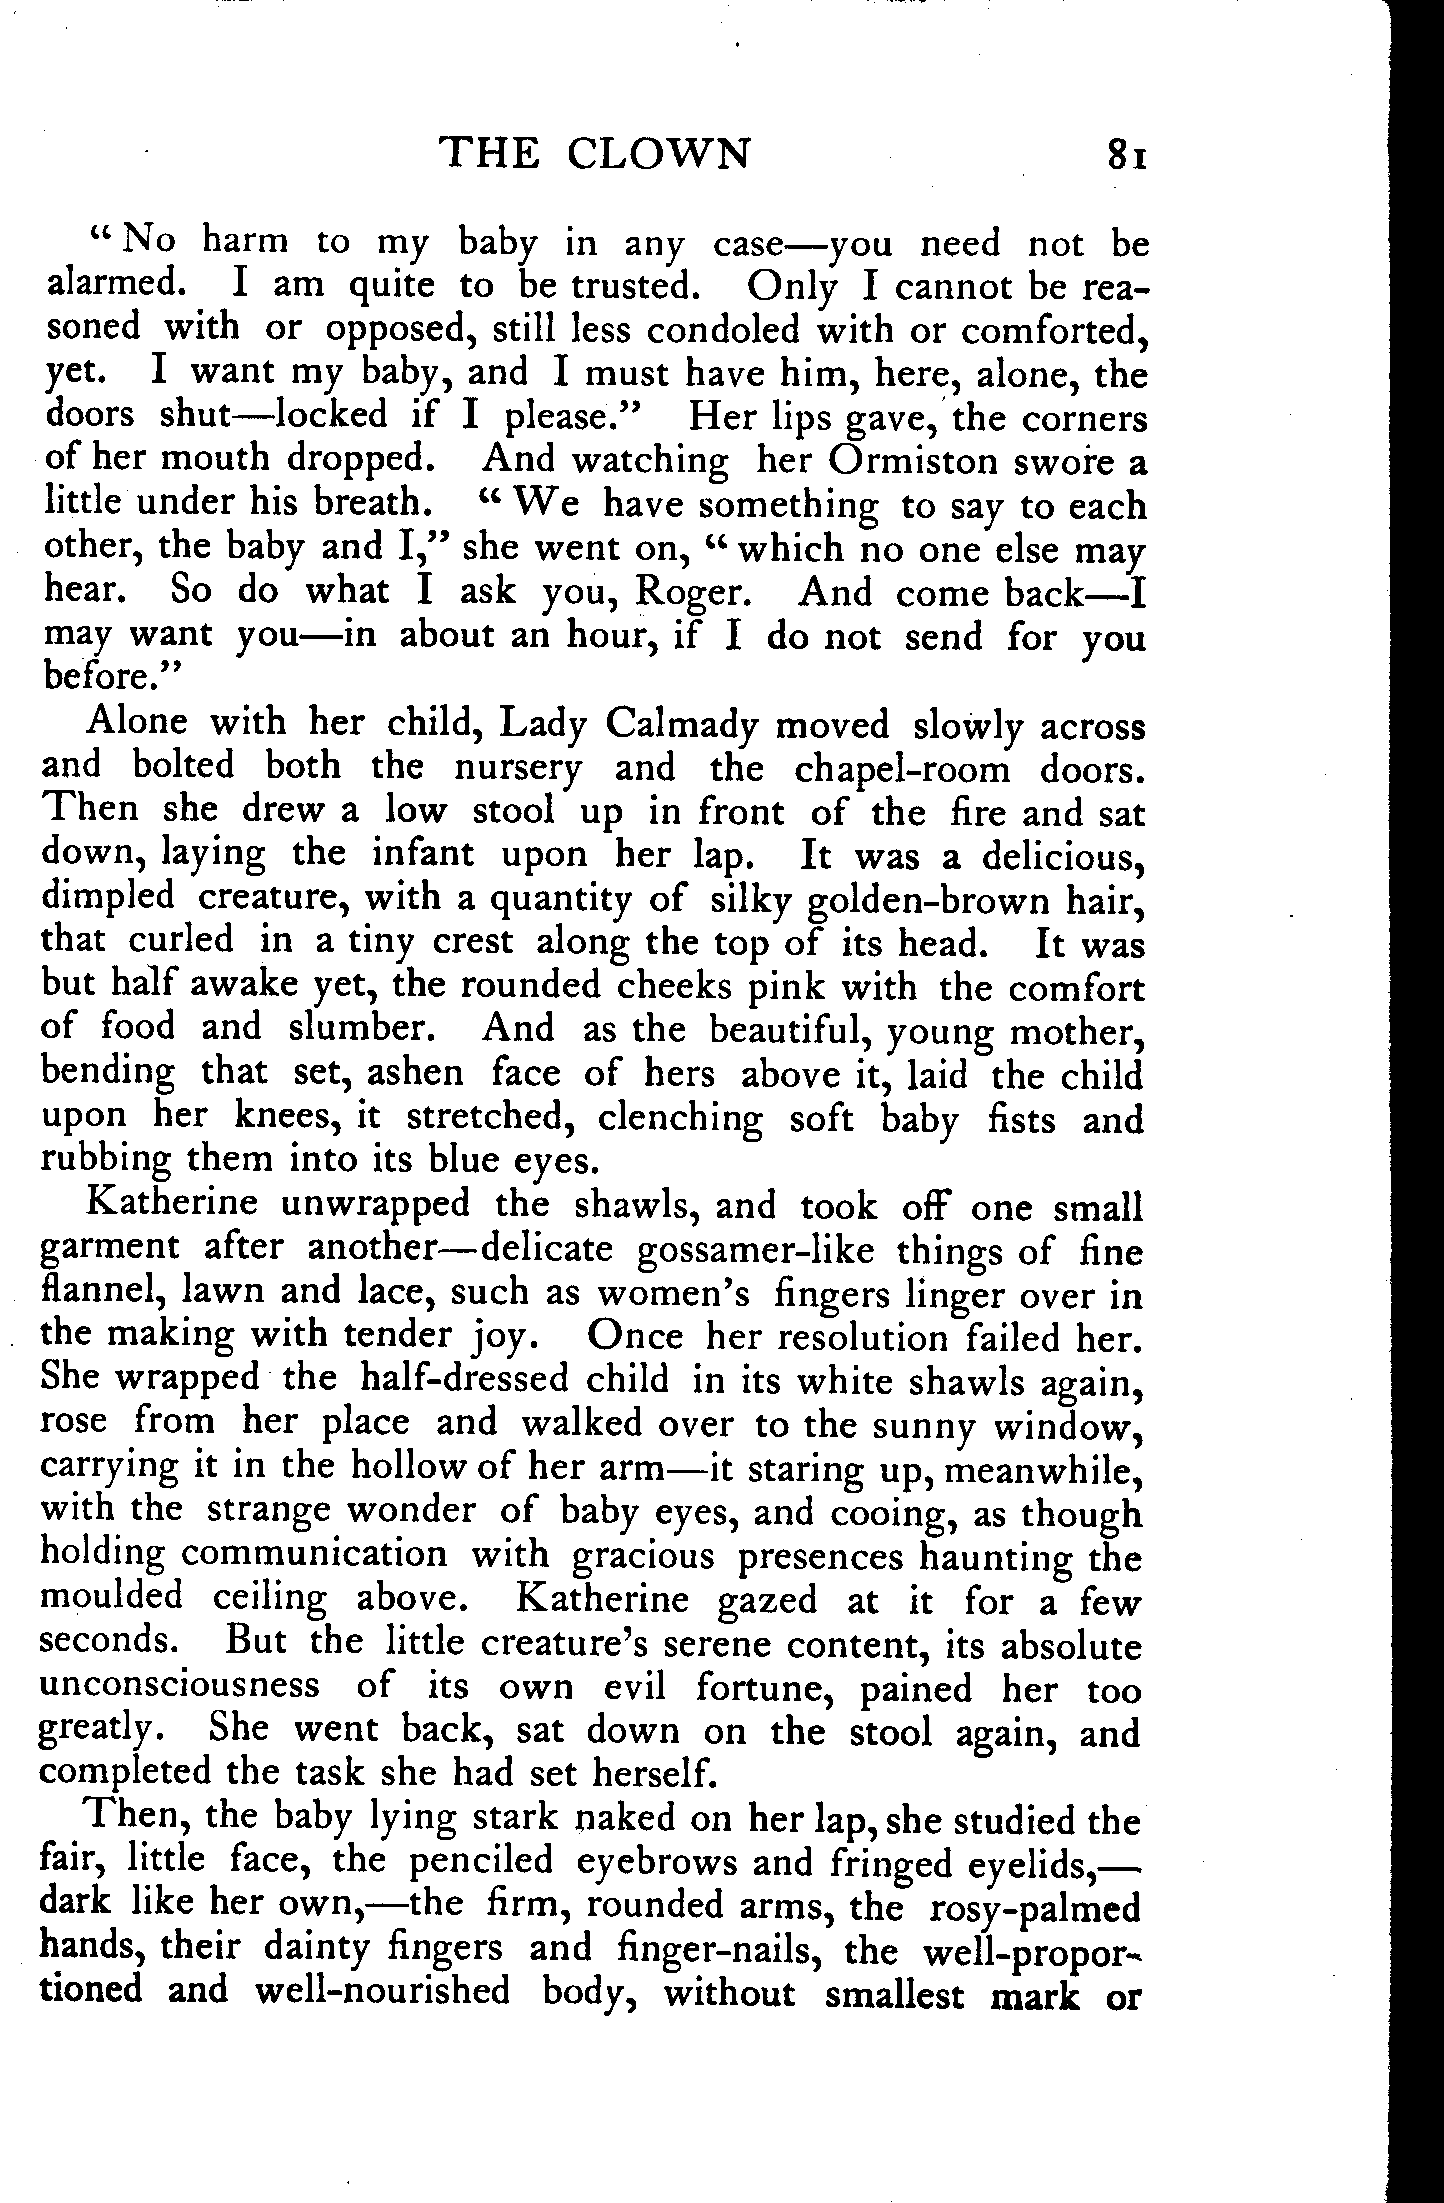 THE CLOWN 81
“ No harm to my baby in any case—you need not be
alarmed. I am quite to be trusted. Only I cannot be rea-
soned with or opposed, still less condoled with or comforted,
yet. I want my baby, and I must have him, here, alone, the
doors shut—locked if I please.” Her lips gave, the corners
of her mouth dropped. And watching her Ormiston swore a
little under his breath. “ We have something to say to each
other, the baby and I,” she went on, “ which no one else may
hear. So do what I ask you, Roger. And come back—I
may want you—in about an hour, if I do not send for you
before.”
Alone with her child, Lady Calmady moved slowly across
and bolted both the nursery and the chapel-room doors.
Then she drew a low stool up in front of the fire and sat
down, laying the infant upon her lap. It was a delicious,
dimpled creature, with a quantity of silky golden-brown hair,
that curled in a tiny crest along the top of its head. It was
but half awake yet, the rounded cheeks pink with the comfort
of food and slumber. And as the beautiful, young mother,
bending that set, ashen face of hers above it, laid the child
upon her knees, it stretched, clenching soft baby fists and
rubbing them into its blue eyes.
Katherine unwrapped the shawls, and took off one small
garment after another—delicate gossamer-like things of fine
flannel, lawn and lace, such as women’s fingers linger over in
the making with tender joy. Once her resolution failed her.
She wrapped the half-dressed child in its white shawls again,
rose from her place and walked over to the sunny window,
carrying it in the hollow of her arm—it staring up, meanwhile,
with the strange wonder of baby eyes, and cooing, as though
holding communication with gracious presences haunting the
moulded ceiling above. Katherine gazed at it for a few
seconds. But the little creature’s serene content, its absolute
unconsciousness of its own evil fortune, pained her too
greatly. She went back, sat down on the stool again, and
completed the task she had set herself.
Then, the baby lying stark naked on her lap, she studied the
fair, little face, the penciled eyebrows and fringed eyelids,—
dark like her own,—the firm, rounded arms, the rosy-palmed
hands, their dainty fingers and finger-nails, the well-propor-
tioned and well-nourished body, without smallest mark or